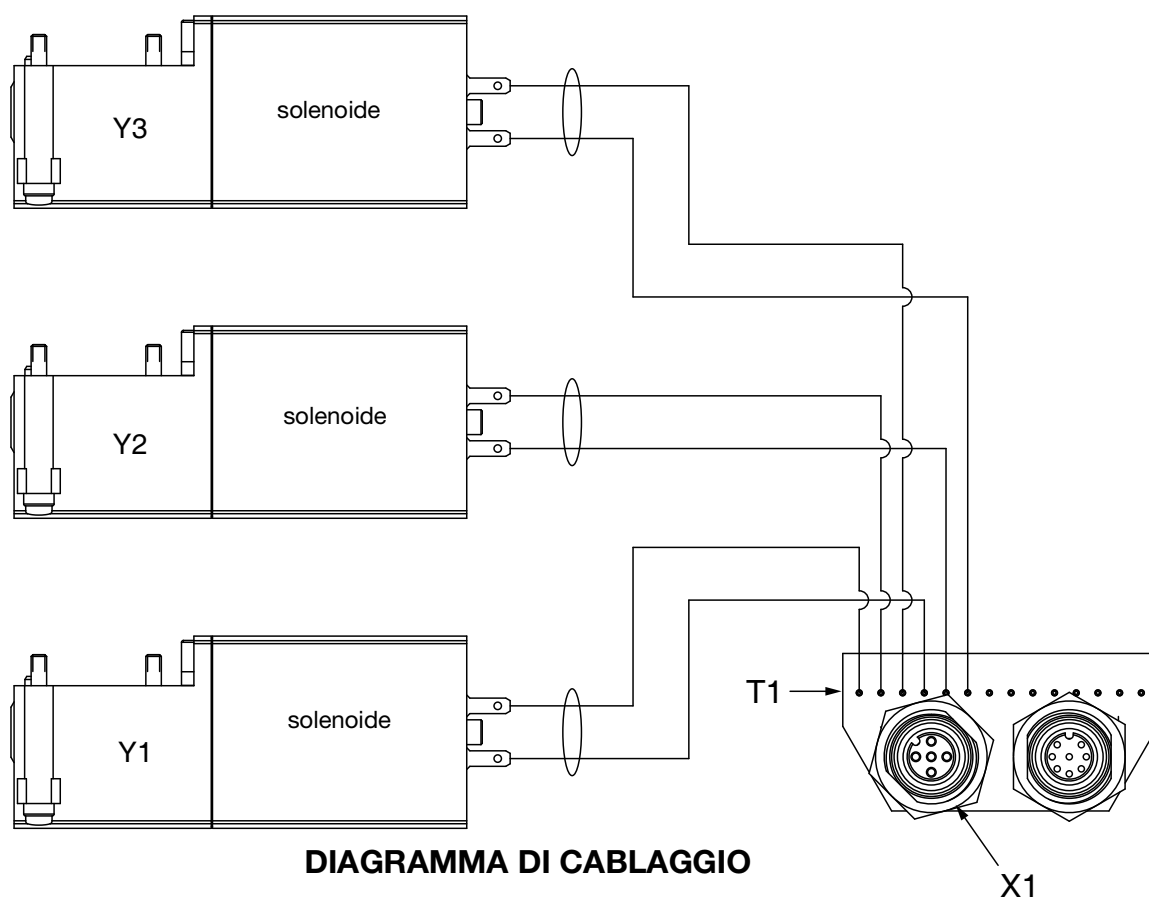 Y3
solenoide
Y2
solenoide
Y1
solenoide
T1
X1
DIAGRAMMA DI CABLAGGIO